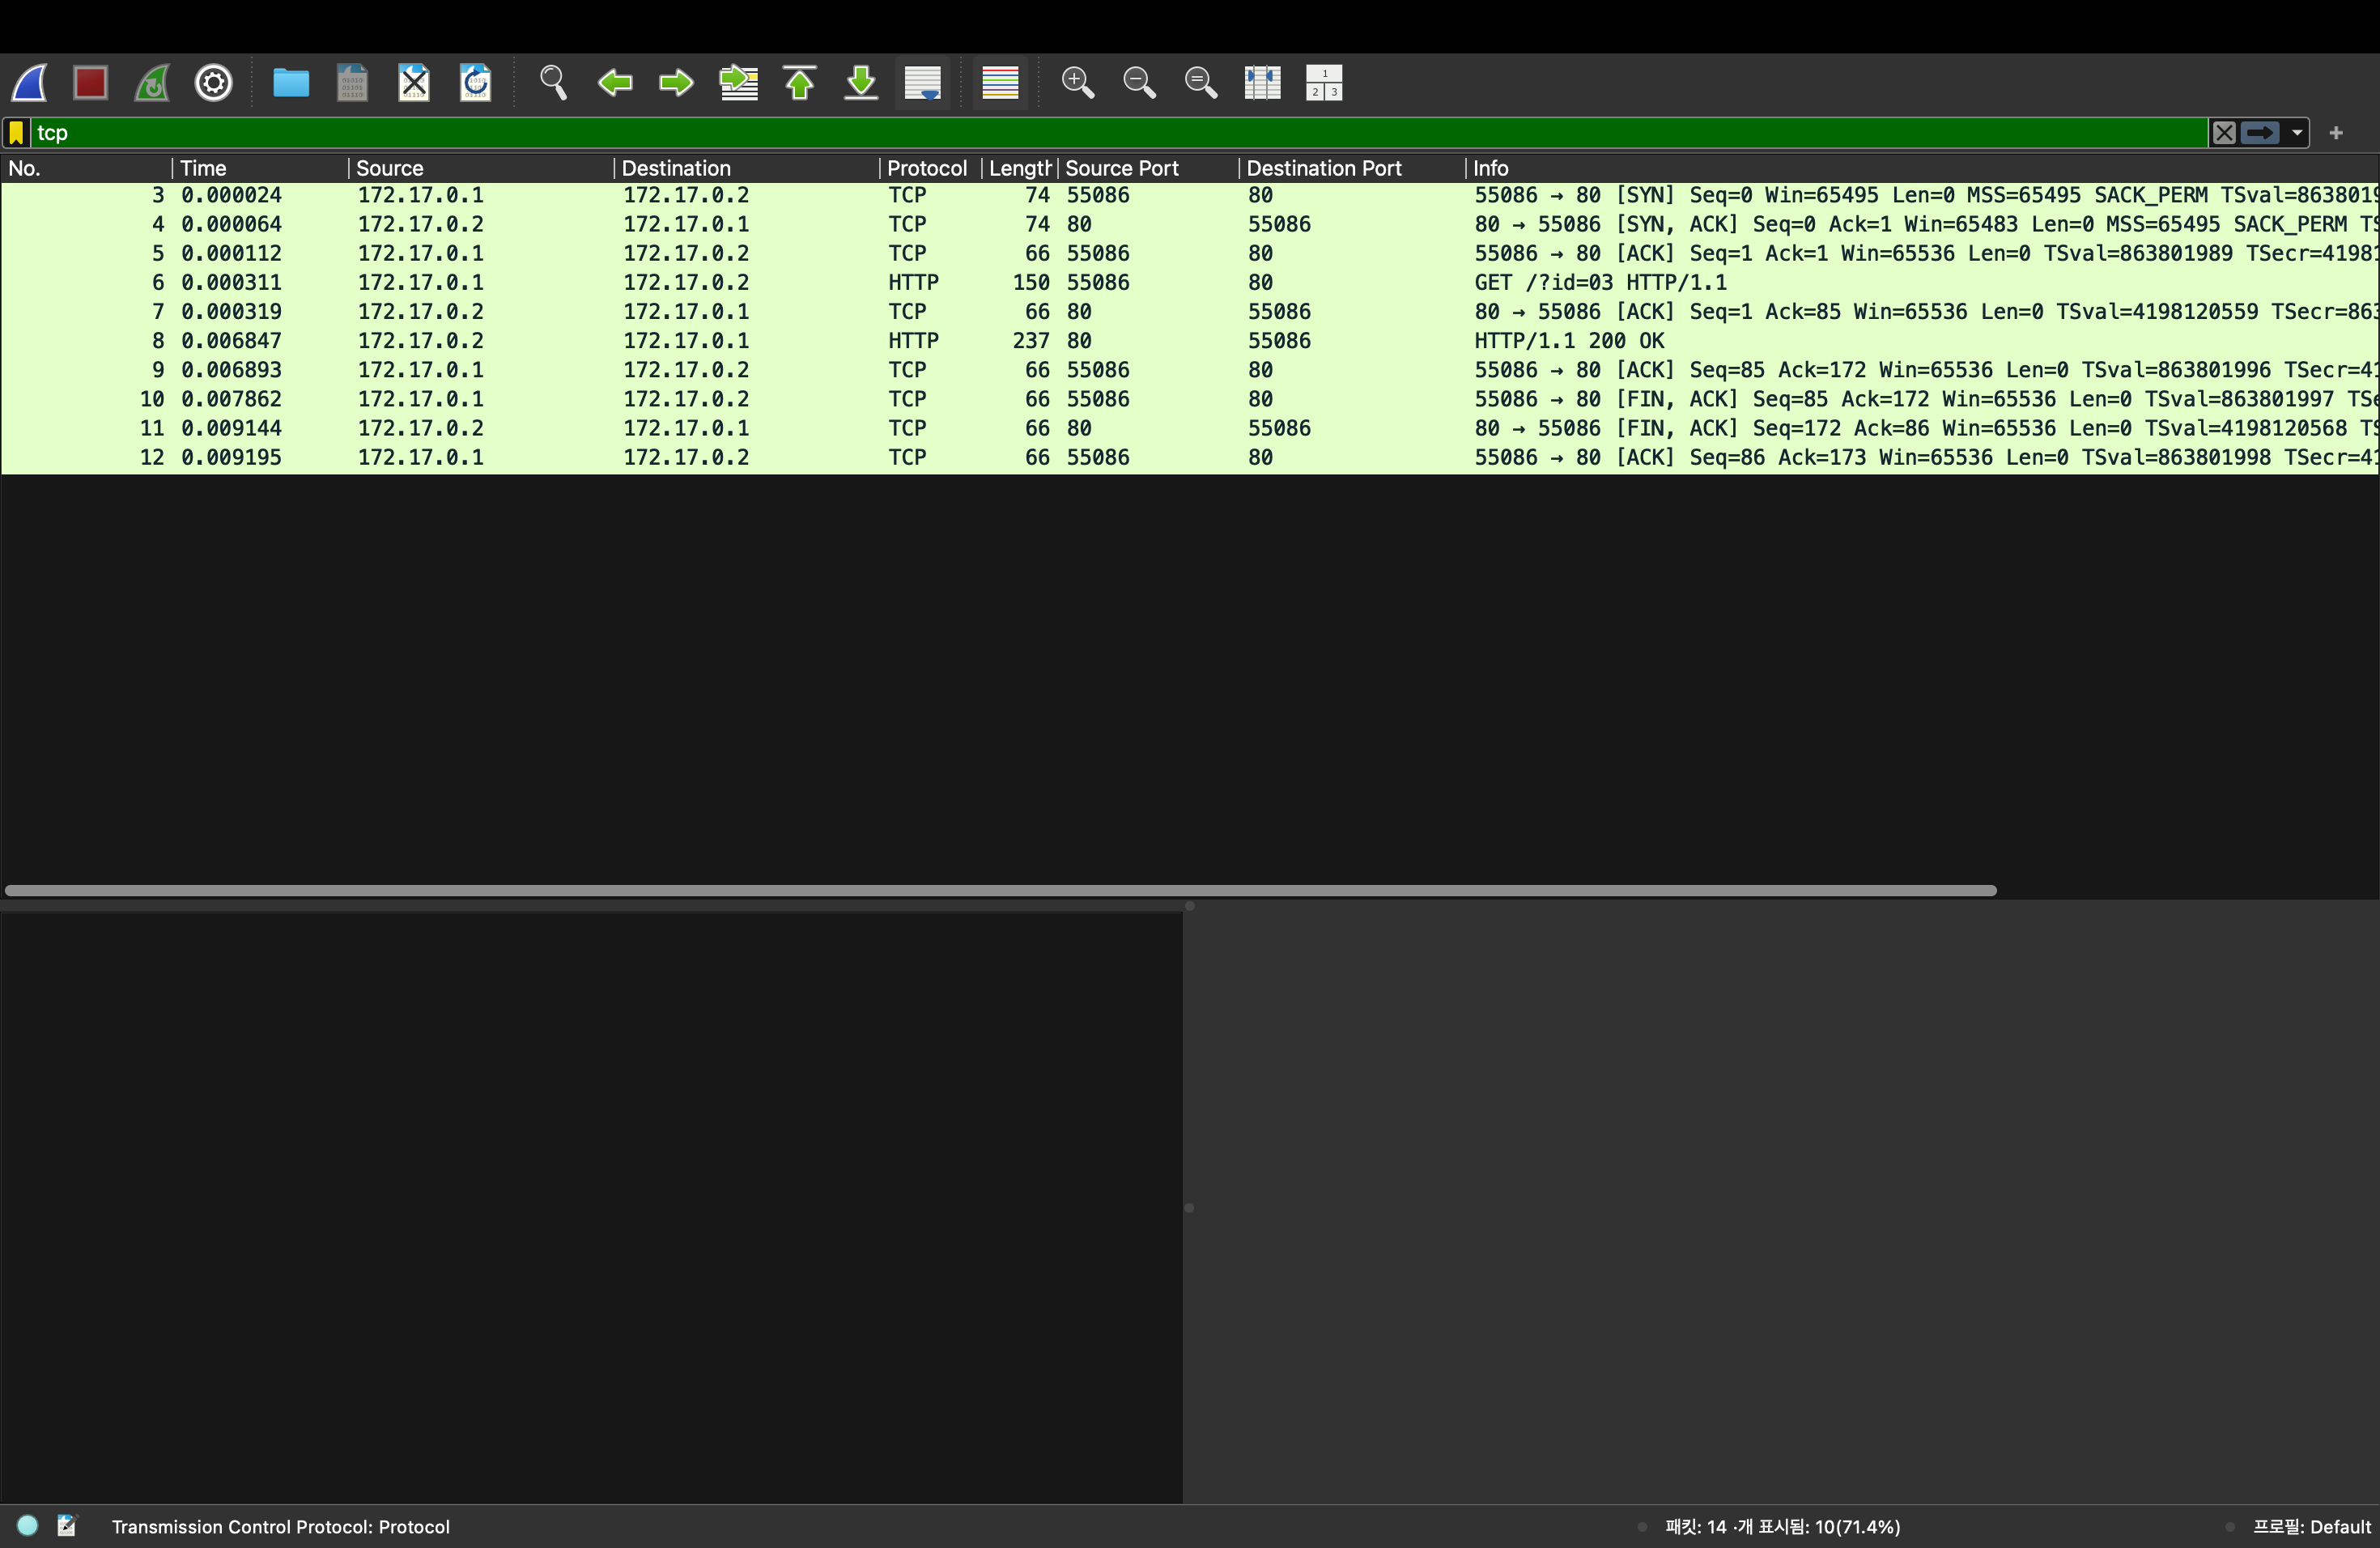 tcp
No. Time Source Destination Protocol Length Source Port Destination Port Info
3 0.000024 172.17.0.1 172.17.0.2 TCP 74 55086 80 55086 → 80 [SYN] Seq=0 Win=65495 Len=0 MSS=65495 SACK_PERM TSval=8638019
4 0.000064 172.17.0.2 172.17.0.1 TCP 74 80 55086 80 → 55086 [SYN, ACK] Seq=0 Ack=1 Win=65483 Len=0 MSS=65495 SACK_PERM TS
5 0.000112 172.17.0.1 172.17.0.2 TCP 66 55086 80 55086 → 80 [ACK] Seq=1 Ack=1 Win=65536 Len=0 TSval=863801989 TSecr=41981
6 0.000311 172.17.0.1 172.17.0.2 HTTP 150 55086 80 GET /?id=03 HTTP/1.1
7 0.000319 172.17.0.2 172.17.0.1 TCP 66 80 55086 80 → 55086 [ACK] Seq=1 Ack=85 Win=65536 Len=0 TSval=4198120559 TSecr=863
8 0.006847 172.17.0.2 172.17.0.1 HTTP 237 80 55086 HTTP/1.1 200 OK
9 0.006893 172.17.0.1 172.17.0.2 TCP 66 55086 80 55086 → 80 [ACK] Seq=85 Ack=172 Win=65536 Len=0 TSval=863801996 TSecr=41
10 0.007862 172.17.0.1 172.17.0.2 TCP 66 55086 80 55086 → 80 [FIN, ACK] Seq=85 Ack=172 Win=65536 Len=0 TSval=863801997 TSe
11 0.009144 172.17.0.2 172.17.0.1 TCP 66 80 55086 80 → 55086 [FIN, ACK] Seq=172 Ack=86 Win=65536 Len=0 TSval=4198120568 TS
12 0.009195 172.17.0.1 172.17.0.2 TCP 66 55086 80 55086 → 80 [ACK] Seq=86 Ack=173 Win=65536 Len=0 TSval=863801998 TSecr=41
Transmission Control Protocol: Protocol 패킷: 14 ·개 표시됨: 10(71.4%) 프로필: Default